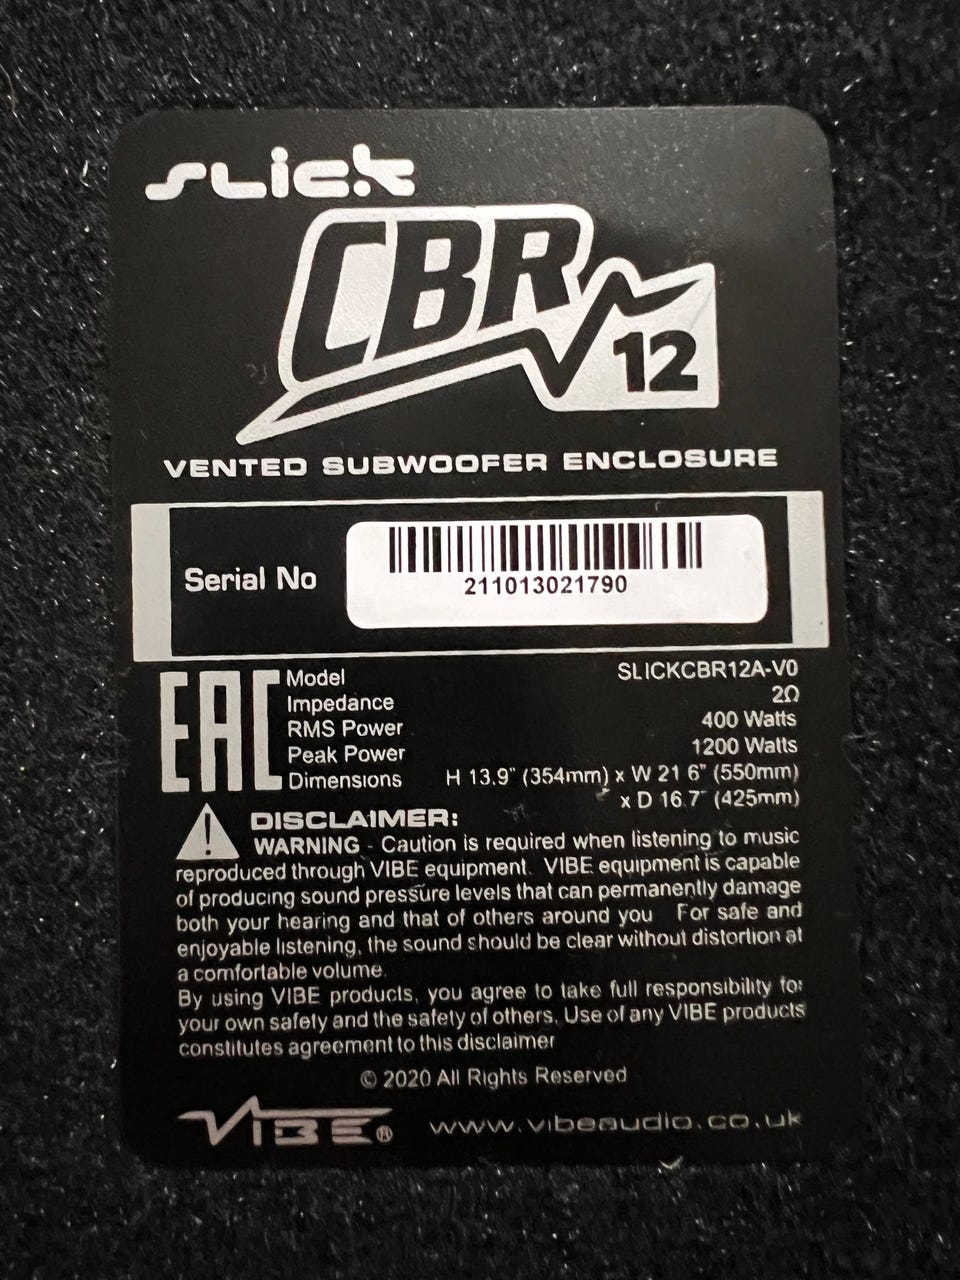 SLICK
CBR
12
VENTED SUBWOOFER ENCLOSURE
Serial No
211013021790
EAC
Model SLICKCBR12A-V0
Impedance 2Ω
RMS Power 400 Watts
Peak Power 1200 Watts
Dimensions H 13.9" (354mm) x W 21 6" (550mm)
x D 16.7" (425mm)
DISCLAIMER:
WARNING - Caution is required when listening to music
reproduced through VIBE equipment. VIBE equipment is capable
of producing sound pressure levels that can permanently damage
both your hearing and that of others around you For safe and
enjoyable listening, the sound should be clear without distortion at
a comfortable volume.
By using VIBE products, you agree to take full responsibility for
your own safety and the safety of others. Use of any VIBE products
constitutes agreement to this disclaimer
© 2020 All Rights Reserved
VIBE®
www.vibeaudio.co.uk